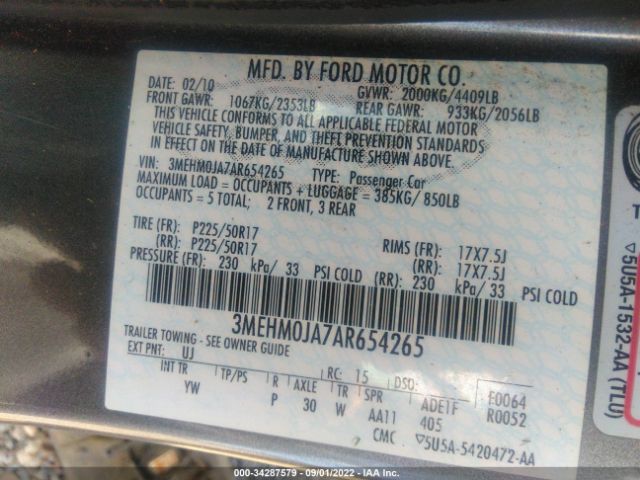 MFD. BY FORD MOTOR CO.
DATE: 02/10 GVWR: 2000KG/4409LB
FRONT GAWR: 1067KG/2353LB REAR GAWR: 933KG/2056LB
THIS VEHICLE CONFORMS TO ALL APPLICABLE FEDERAL MOTOR
VEHICLE SAFETY, BUMPER, AND THEFT PREVENTION STANDARDS
IN EFFECT ON THE DATE OF MANUFACTURE SHOWN ABOVE.
VIN: 3MEHM0JA7AR654265 TYPE: Passenger Car
MAXIMUM LOAD = OCCUPANTS + LUGGAGE = 385KG/ 850LB
OCCUPANTS = 5 TOTAL; 2 FRONT, 3 REAR
TIRE (FR): P225/50R17 RIMS (FR): 17X7.5J
(RR): P225/50R17 (RR): 17X7.5J
PRESSURE (FR): 230 kPa/ 33 PSI COLD (RR): 230 kPa/ 33 PSI COLD
3MEHM0JA7AR654265
TRAILER TOWING - SEE OWNER GUIDE
EXT PNT: UJ RC: 15 DSO: F0064
INT TR TP/PS R AXLE TR SPR ADETF R0052
YW P 30 W AA11 405
CMC ▽5U5A-5420472-AA
▽5U5A-1532-AA (TLO)
000-34287579 - 09/01/2022 - IAA Inc.